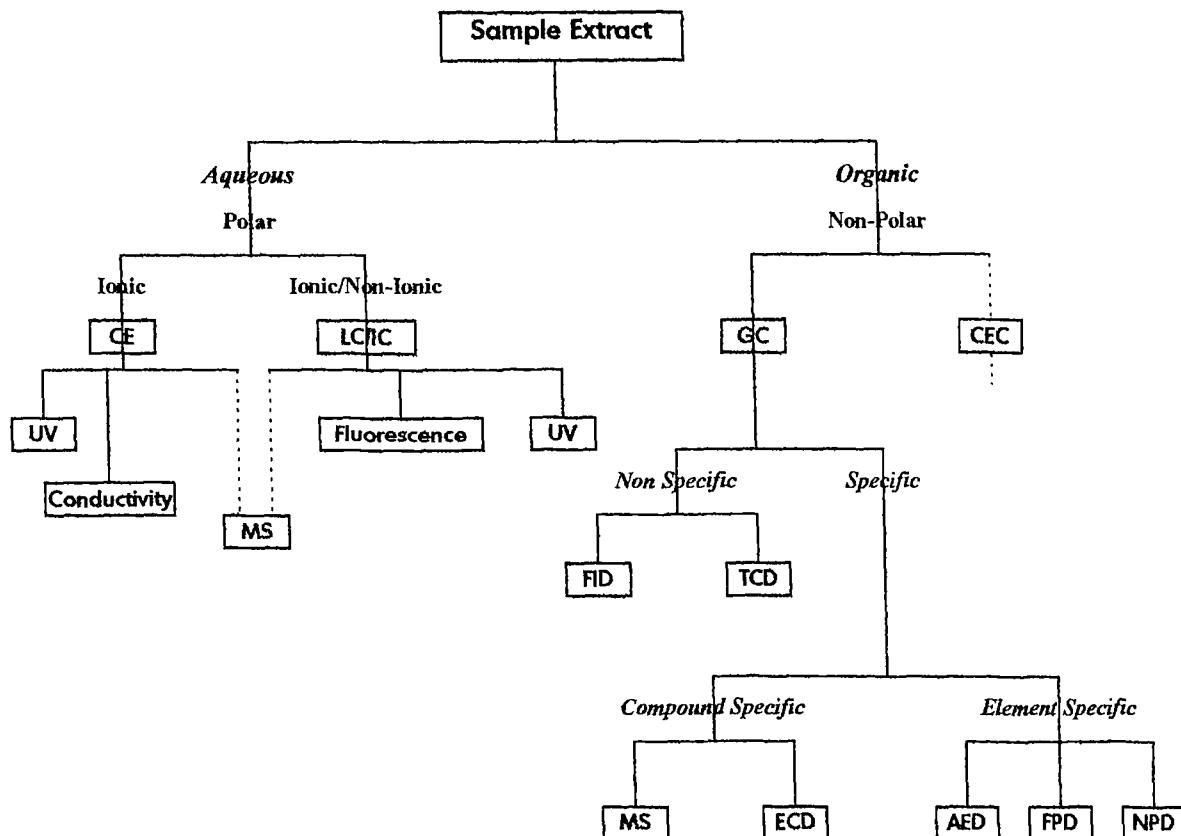 Sample Extract
Aqueous
Organic
Polar
Non-Polar
Ionic
Ionic/Non-Ionic
CE
LC/IC
GC
CEC
UV
Fluorescence
UV
Conductivity
MS
Non Specific
Specific
FID
TCD
Compound Specific
Element Specific
MS
ECD
AED
FPD
NPD